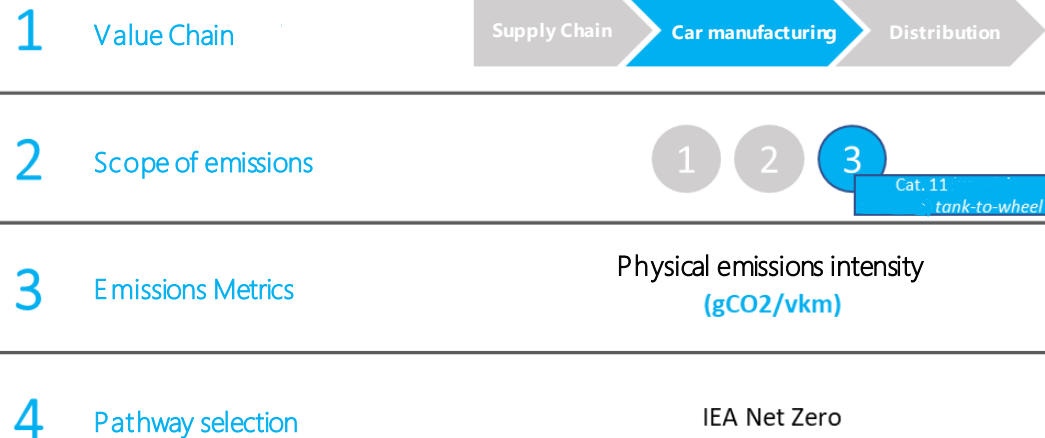 1 Value Chain Supply Chain Car manufacturing Distribution
2 Scope of emissions 1 2 3
Cat. 11
tank-to-wheel
3 Emissions Metrics Physical emissions intensity
(gCO2/vkm)
4 Pathway selection IEA Net Zero